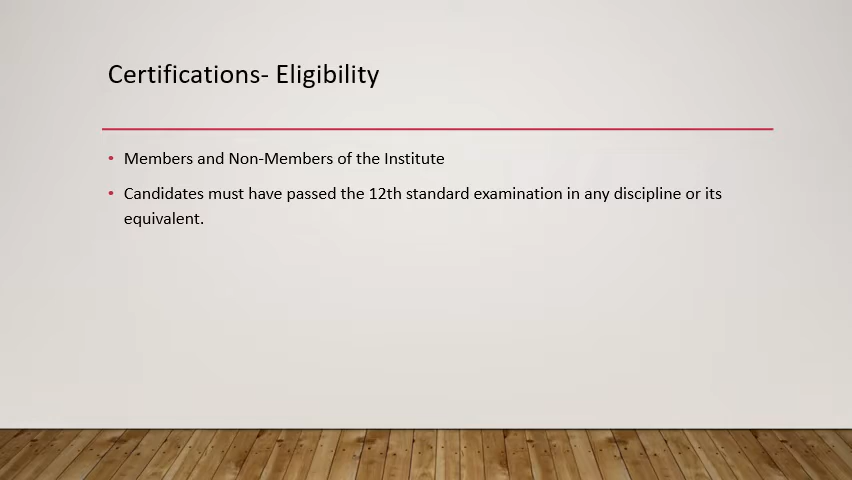 Certifications- Eligibility
• Members and Non-Members of the Institute
• Candidates must have passed the 12th standard examination in any discipline or its
equivalent.